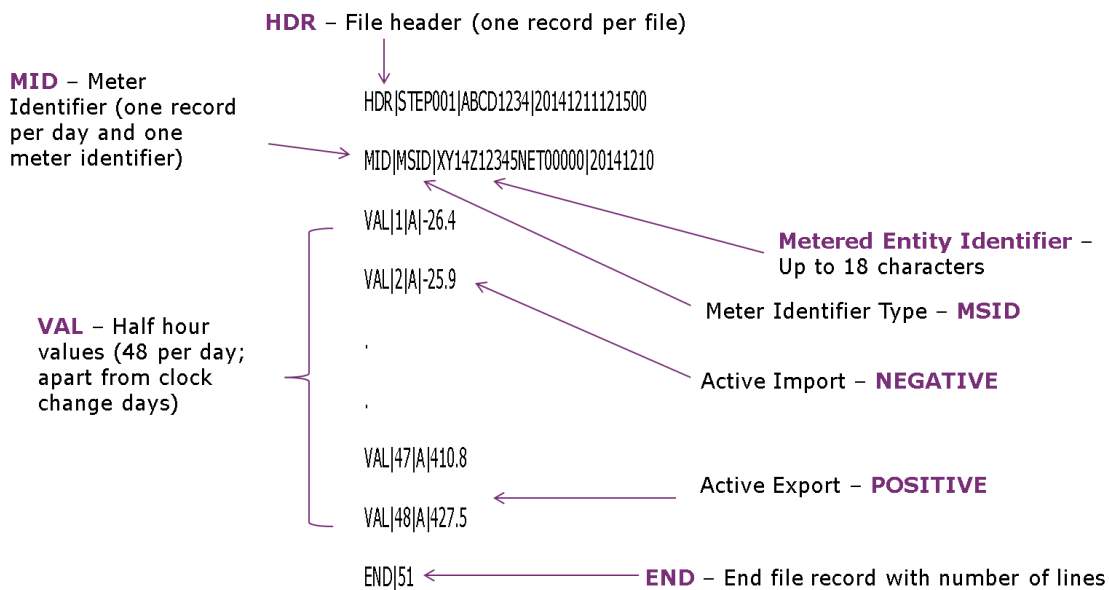 HDR – File header (one record per file)
MID – Meter
Identifier (one record
per day and one
meter identifier)
HDR|STEP001|ABCD1234|20141211121500
MID|MSID|XY14Z12345NET00000|20141210
VAL|1|A|-26.4
VAL|2|A|-25.9
.
.
VAL|47|A|410.8
VAL|48|A|427.5
END|51
VAL – Half hour
values (48 per day;
apart from clock
change days)
Metered Entity Identifier –
Up to 18 characters
Meter Identifier Type – MSID
Active Import – NEGATIVE
Active Export – POSITIVE
END – End file record with number of lines